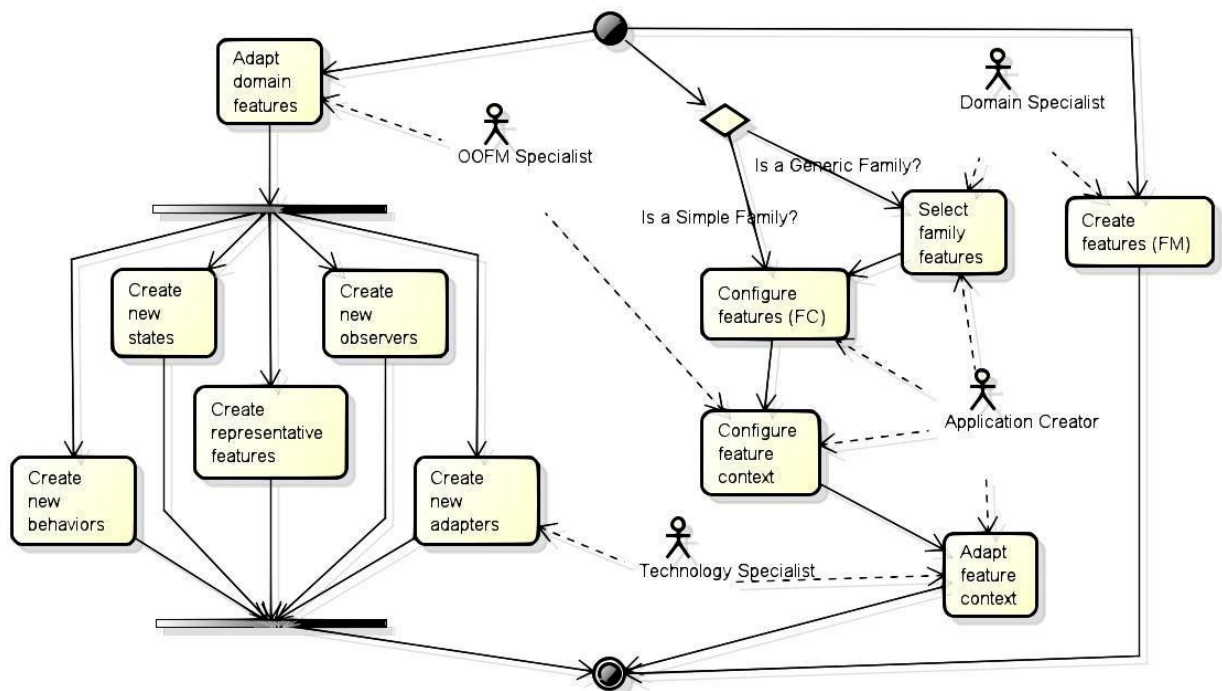 Adapt
domain
features
Domain Specialist
OOFM Specialist
Is a Generic Family?
Is a Simple Family?
Select
family
features
Create
features (FM)
Create
new
states
Create
new
observers
Configure
features (FC)
Create
representative
features
Application Creator
Configure
feature
context
Create
new
behaviors
Create
new
adapters
Technology Specialist
Adapt
feature
context